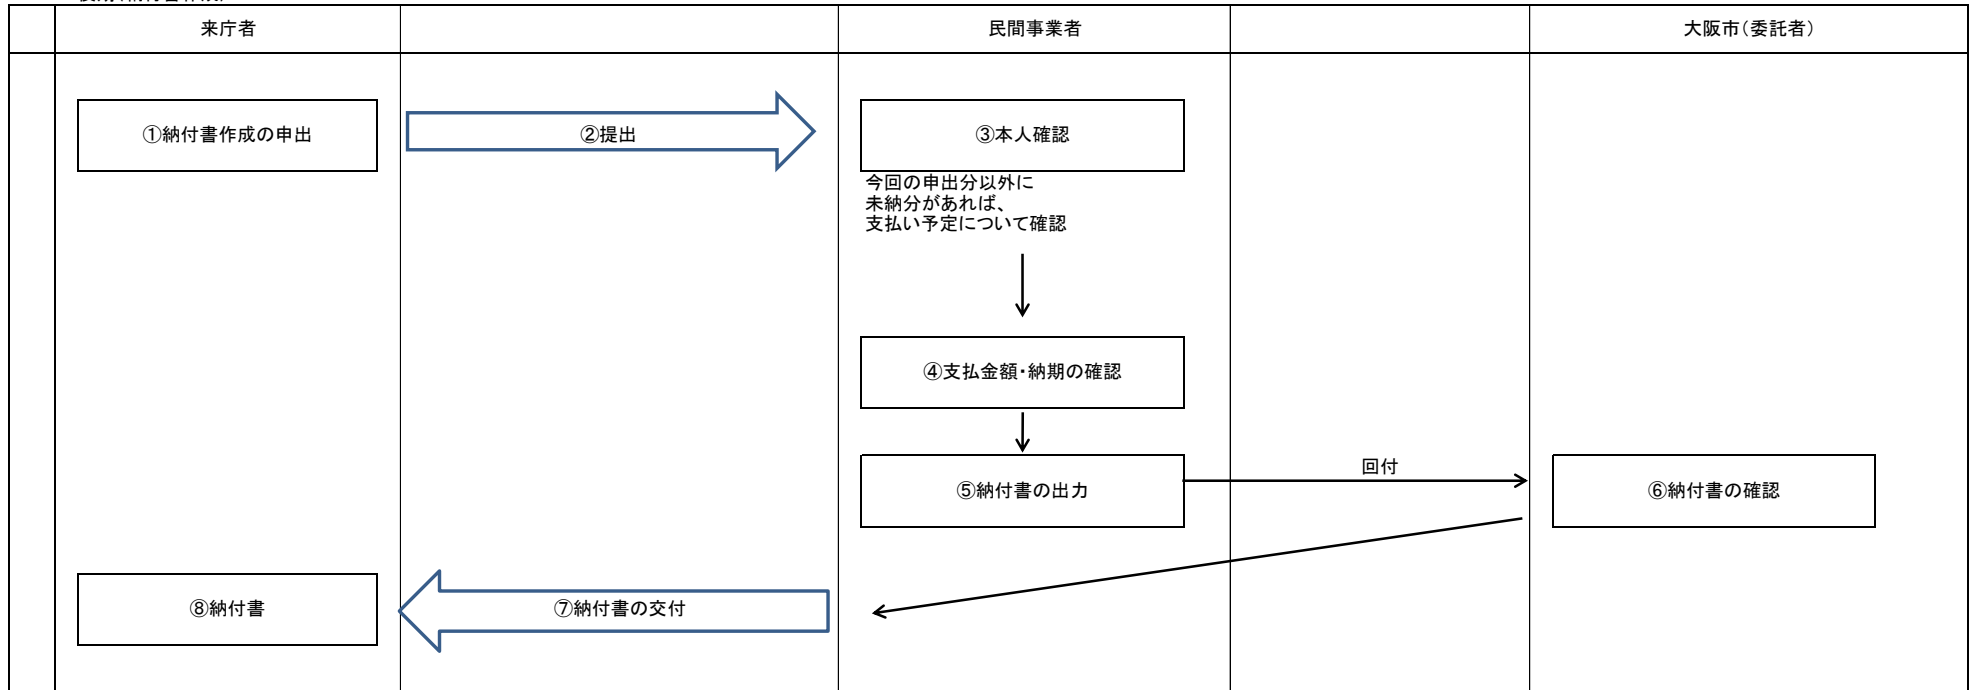 来庁者
民間事業者
大阪市(委託者)
①納付書作成の申出
②提出
③本人確認
今回の申出分以外に
未納分があれば、
支払い予定について確認
④支払金額・納期の確認
⑤納付書の出力
回付
⑥納付書の確認
⑧納付書
⑦納付書の交付